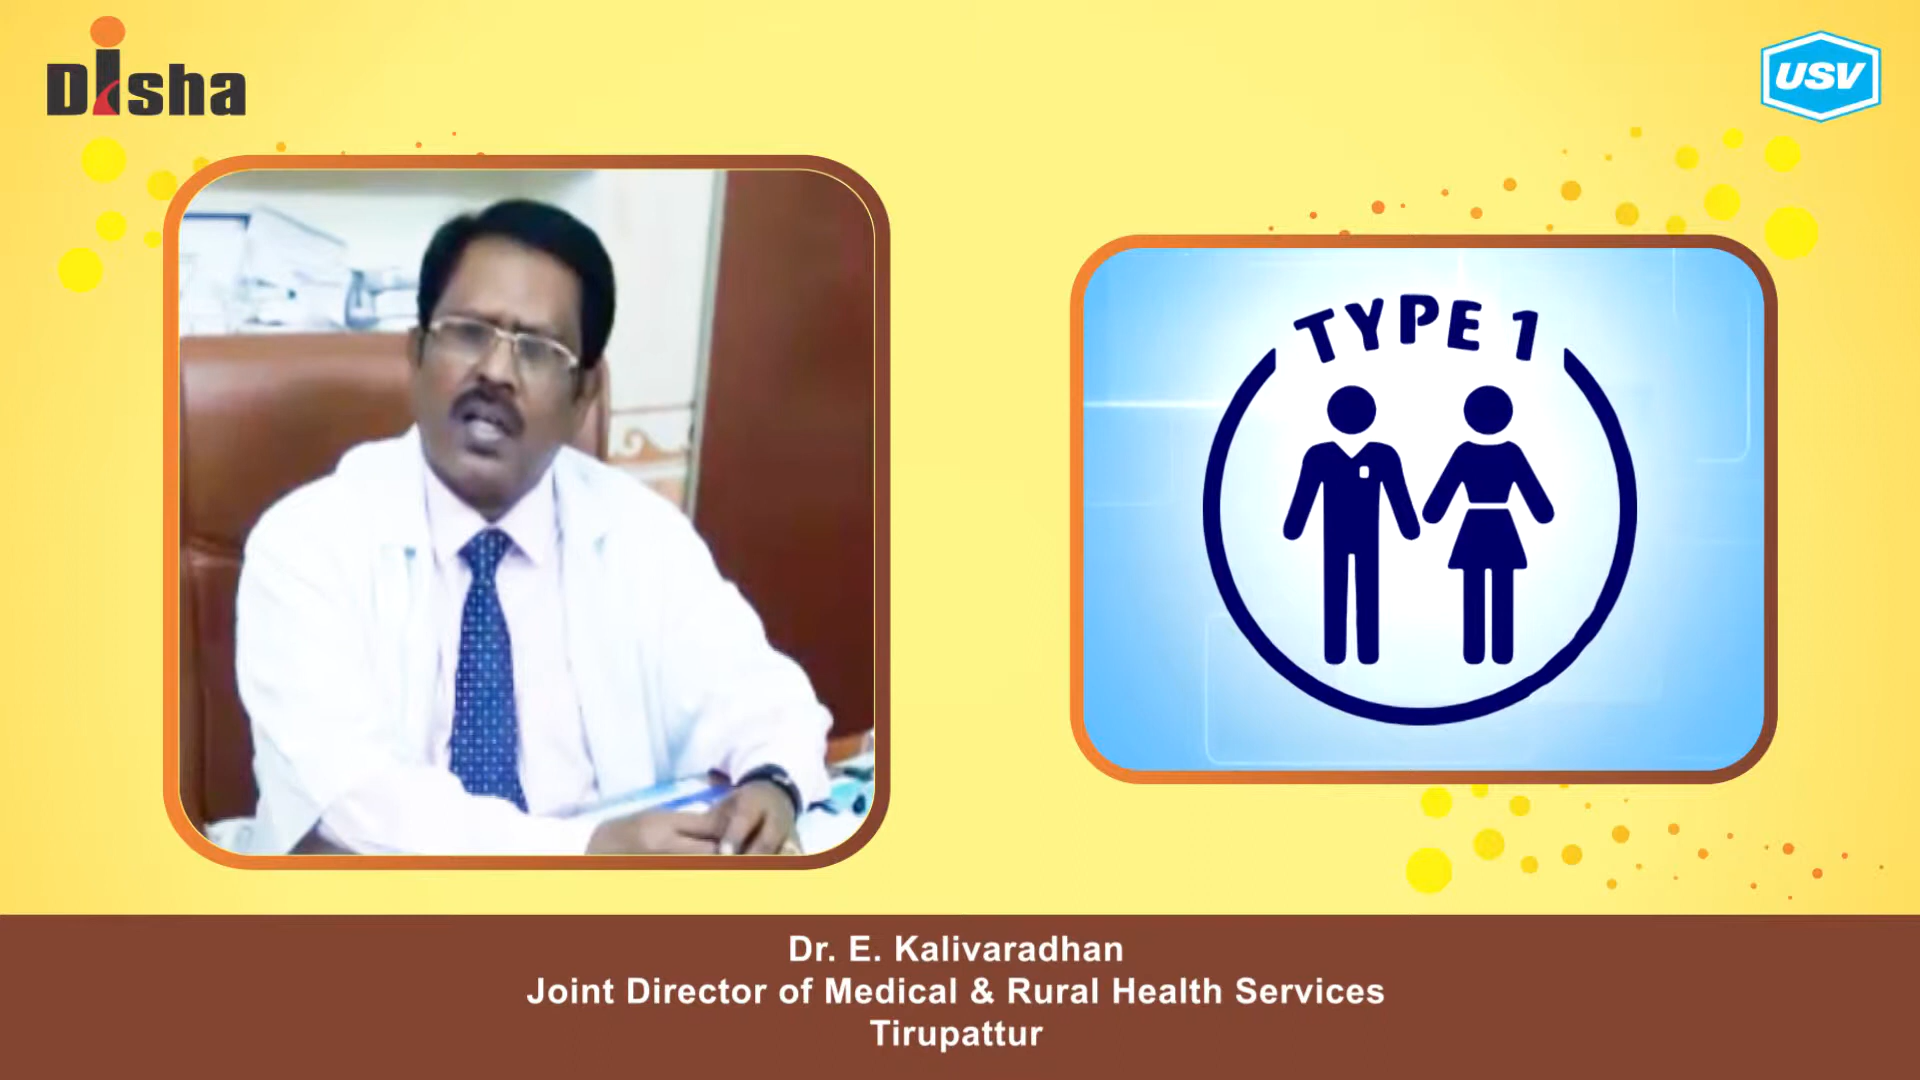 Disha
USV
TYPE 1
Dr. E. Kalivaradhan
Joint Director of Medical & Rural Health Services
Tirupattur